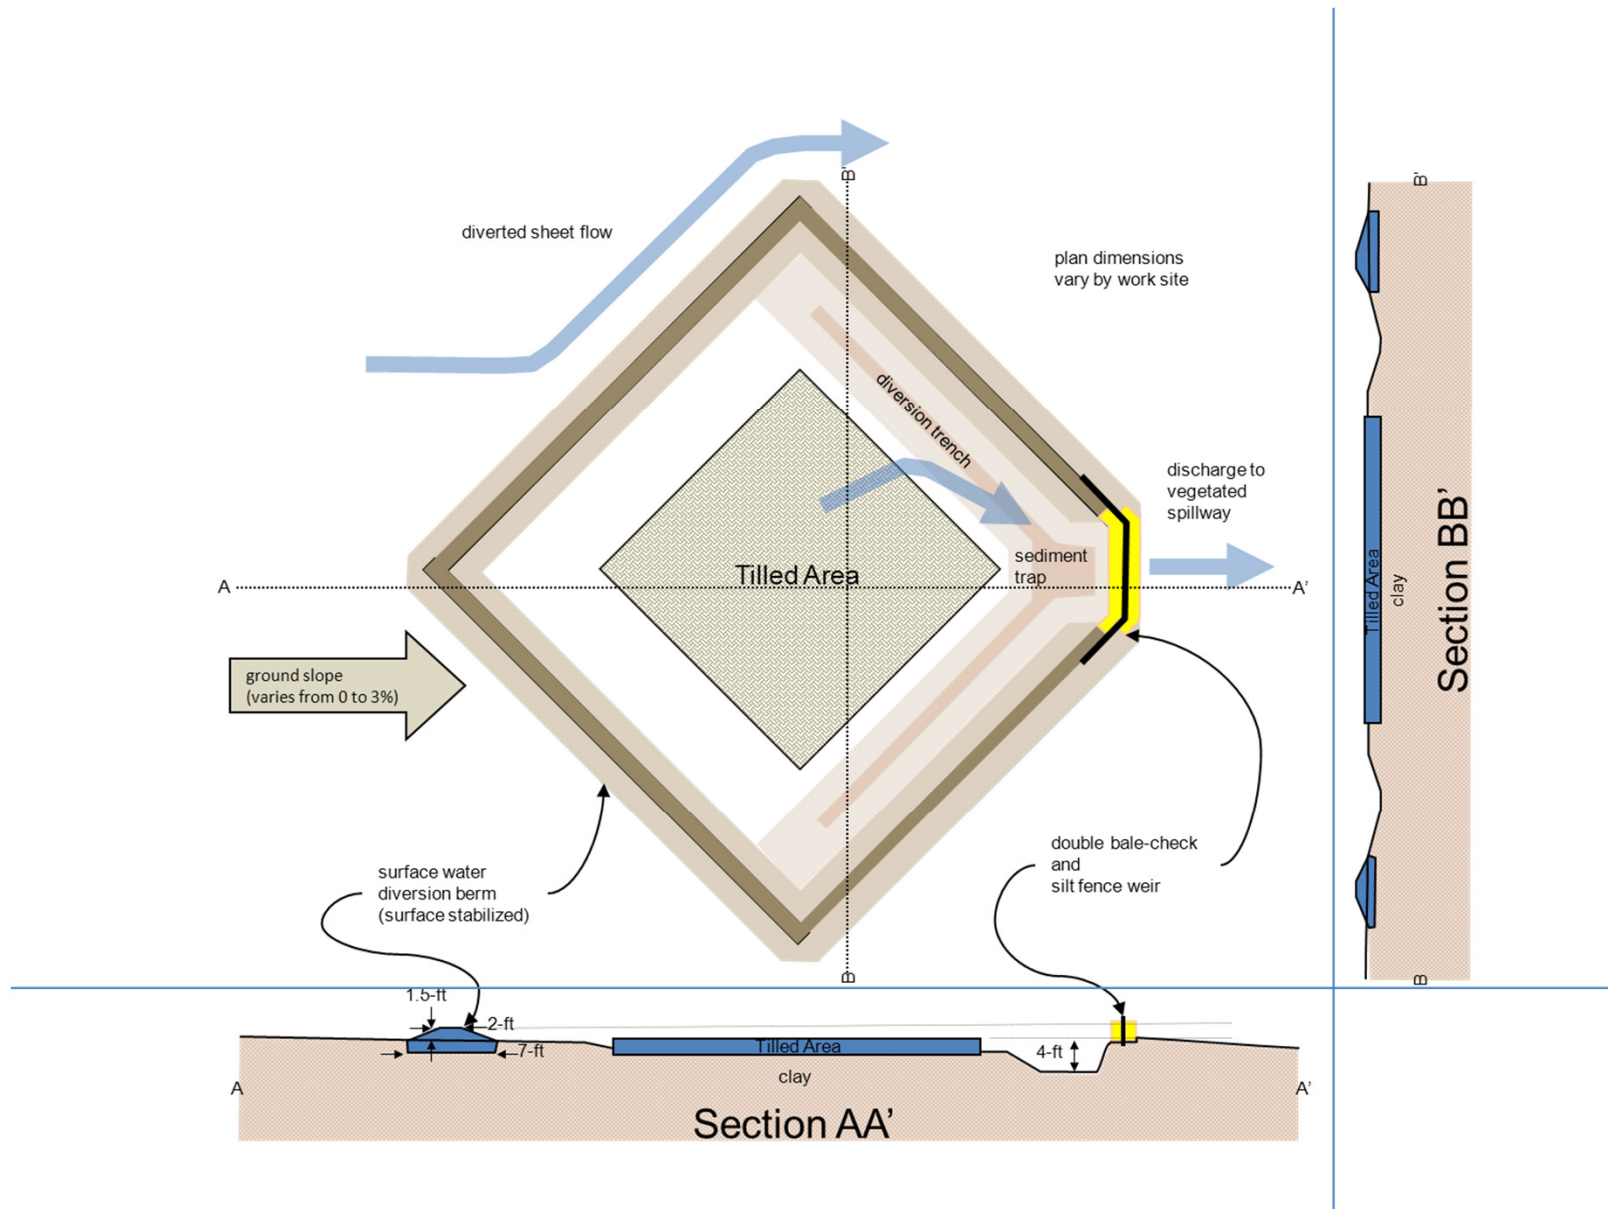 B'
diverted sheet flow
plan dimensions
vary by work site
diversion trench
discharge to
vegetated
spillway
sediment
trap
Tilled Area
A
A’
ground slope
(varies from 0 to 3%)
surface water
diversion berm
(surface stabilized)
double bale-check
and
silt fence weir
B
1.5-ft
2-ft
7-ft
Tilled Area
4-ft
clay
A
A’
Section AA’
B'
Tilled Area
clay
Section BB’
B